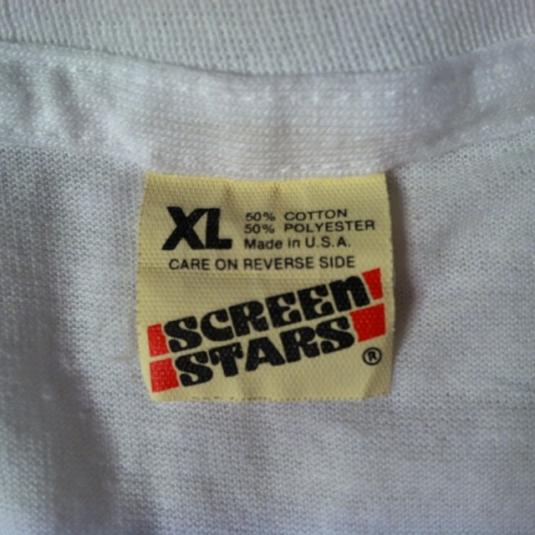 XL
50% COTTON
50% POLYESTER
Made in U.S.A.
CARE ON REVERSE SIDE
SCREEN
STARS
®